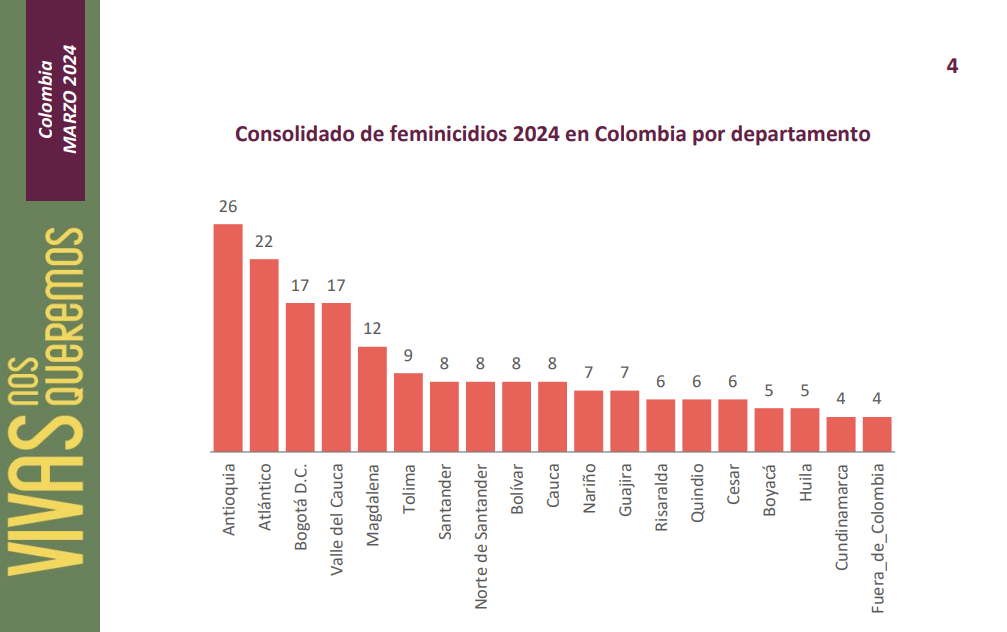 Colombia
MARZO 2024
VIVAS NOS QUEREMOS
4
Consolidado de feminicidios 2024 en Colombia por departamento
26
22
17
17
12
9
8
8
8
8
7
7
6
6
6
5
5
4
4
Antioquia
Atlántico
Bogotá D.C.
Valle del Cauca
Magdalena
Tolima
Santander
Norte de Santander
Bolívar
Cauca
Nariño
Guajira
Risaralda
Quindio
Cesar
Boyacá
Huila
Cundinamarca
Fuera_de_Colombia